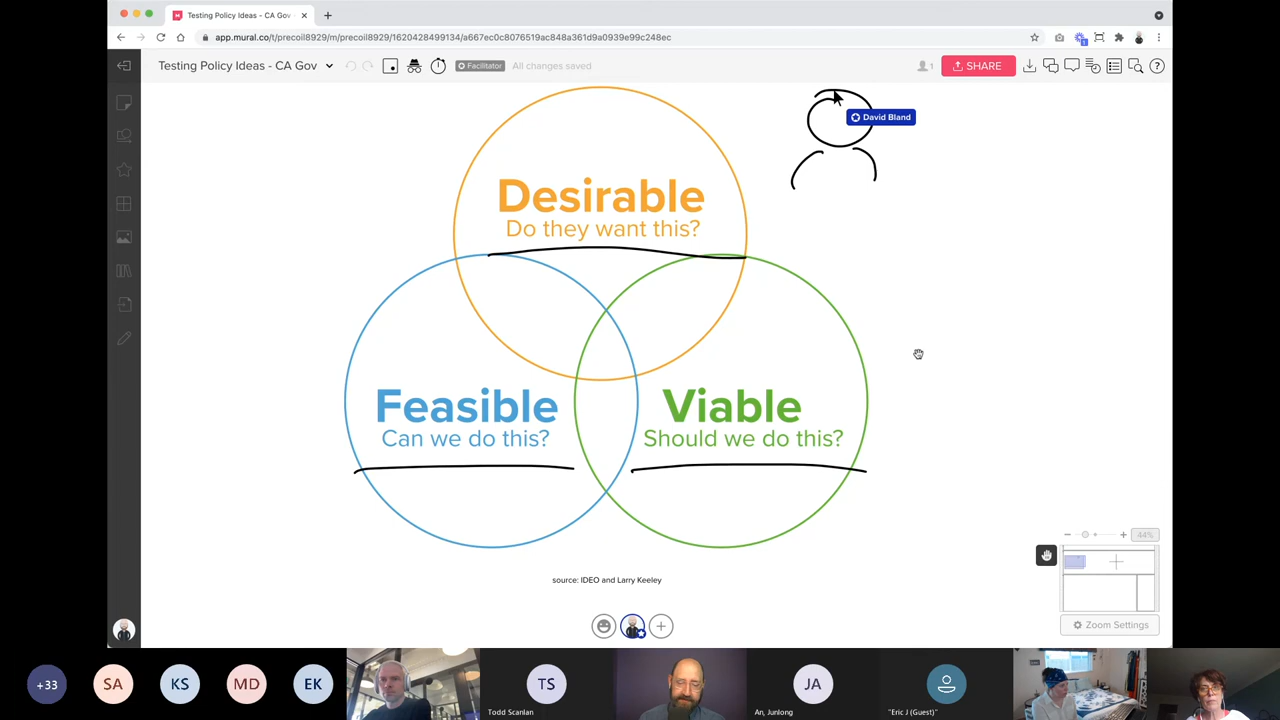 Testing Policy Ideas - CA Gov
app.mural.co/t/precoil8929/m/precoil8929/1620428499134/a667ec0c8076519ac848a361d9a0939e99c248ec
Testing Policy Ideas - CA Gov
Facilitator
All changes saved
1
SHARE
David Bland
Desirable
Do they want this?
Feasible
Can we do this?
Viable
Should we do this?
source: IDEO and Larry Keeley
44%
Zoom Settings
+33
SA
KS
MD
EK
TS
Todd Scanlan
JA
An, Junlong
"Eric J (Guest)"